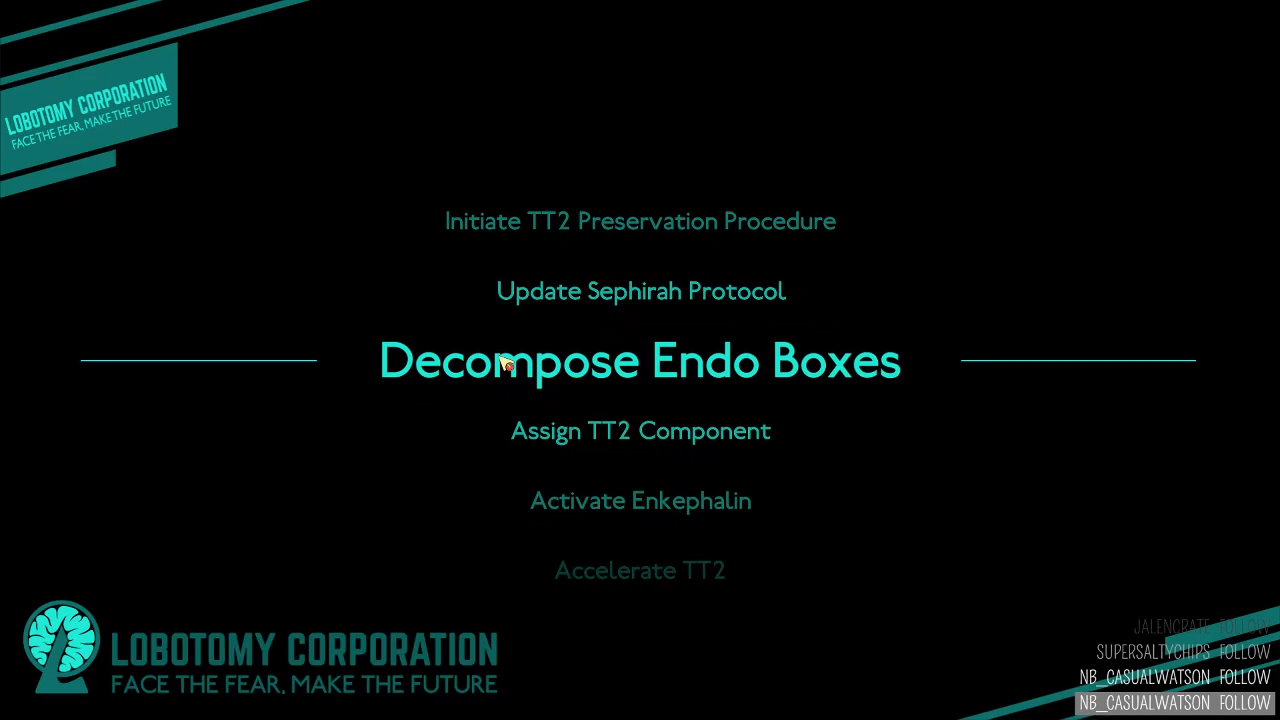 LOBOTOMY CORPORATION
FACE THE FEAR, MAKE THE FUTURE
Initiate TT2 Preservation Procedure
Update Sephirah Protocol
Decompose Endo Boxes
Assign TT2 Component
Activate Enkephalin
Accelerate TT2
LOBOTOMY CORPORATION
FACE THE FEAR, MAKE THE FUTURE
JALENCRATE FOLLOW
SUPERSALTYCHIPS FOLLOW
NB_CASUALWATSON FOLLOW
NB_CASUALWATSON FOLLOW